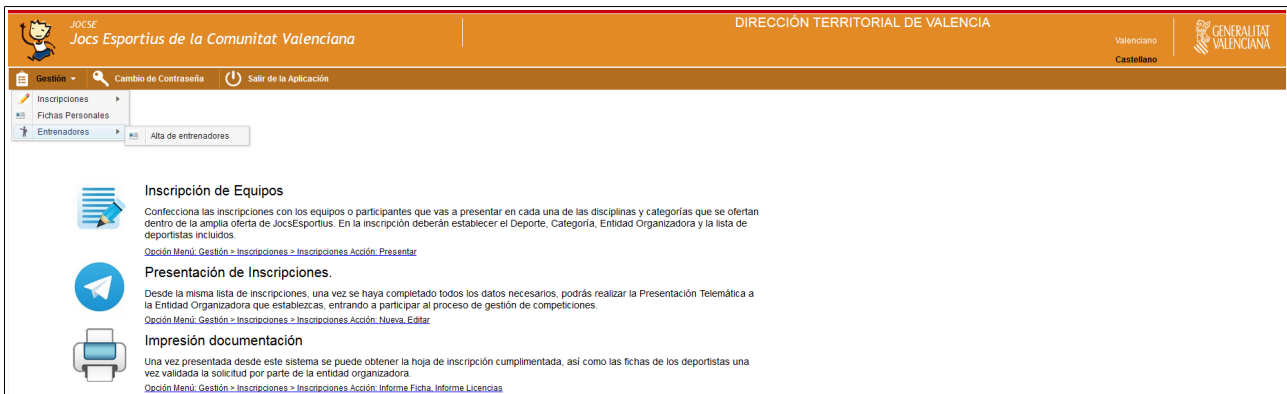 JOCSE
Jocs Esportius de la Comunitat Valenciana
DIRECCIÓN TERRITORIAL DE VALENCIA
Valenciano
Castellano
GENERALITAT
VALENCIANA
Gestión
Cambio de Contraseña
Salir de la Aplicación
Inscripciones
Fichas Personales
Entrenadores
Alta de entrenadores
Inscripción de Equipos
Confecciona las inscripciones con los equipos o participantes que vas a presentar en cada una de las disciplinas y categorías que se ofertan
dentro de la amplia oferta de JocsEsportius. En la inscripción deberán establecer el Deporte, Categoría, Entidad Organizadora y la lista de
deportistas incluidos.
Opción Menú: Gestión > Inscripciones > Inscripciones Acción: Presentar
Presentación de Inscripciones.
Desde la misma lista de inscripciones, una vez se haya completado todos los datos necesarios, podrás realizar la Presentación Telemática a
la Entidad Organizadora que establezcas, entrando a participar al proceso de gestión de competiciones.
Opción Menú: Gestión > Inscripciones > Inscripciones Acción: Nueva, Editar
Impresión documentación
Una vez presentada desde este sistema se puede obtener la hoja de inscripción cumplimentada, así como las fichas de los deportistas una
vez validada la solicitud por parte de la entidad organizadora.
Opción Menú: Gestión > Inscripciones > Inscripciones Acción: Informe Ficha, Informe Licencias